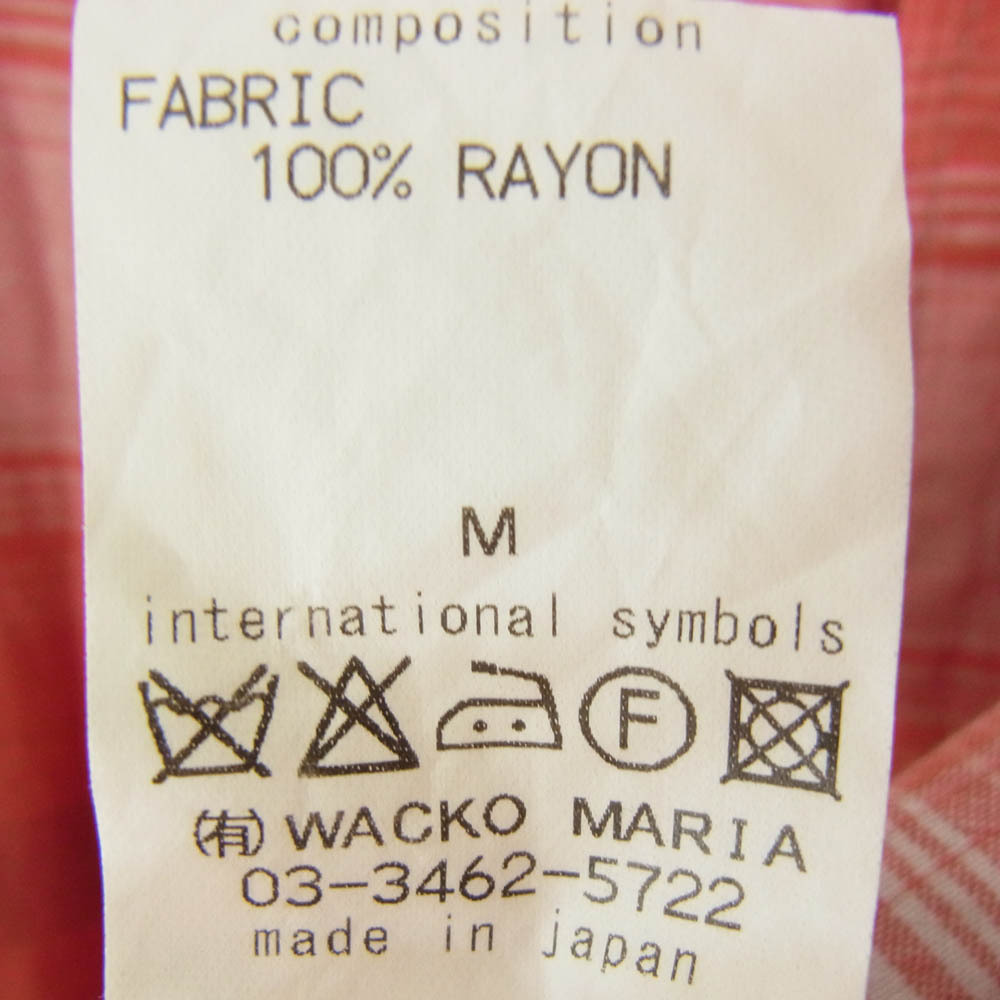 composition
FABRIC
100% RAYON
M
international symbols
F
㈲ WACKO MARIA
03-3462-5722
made in japan